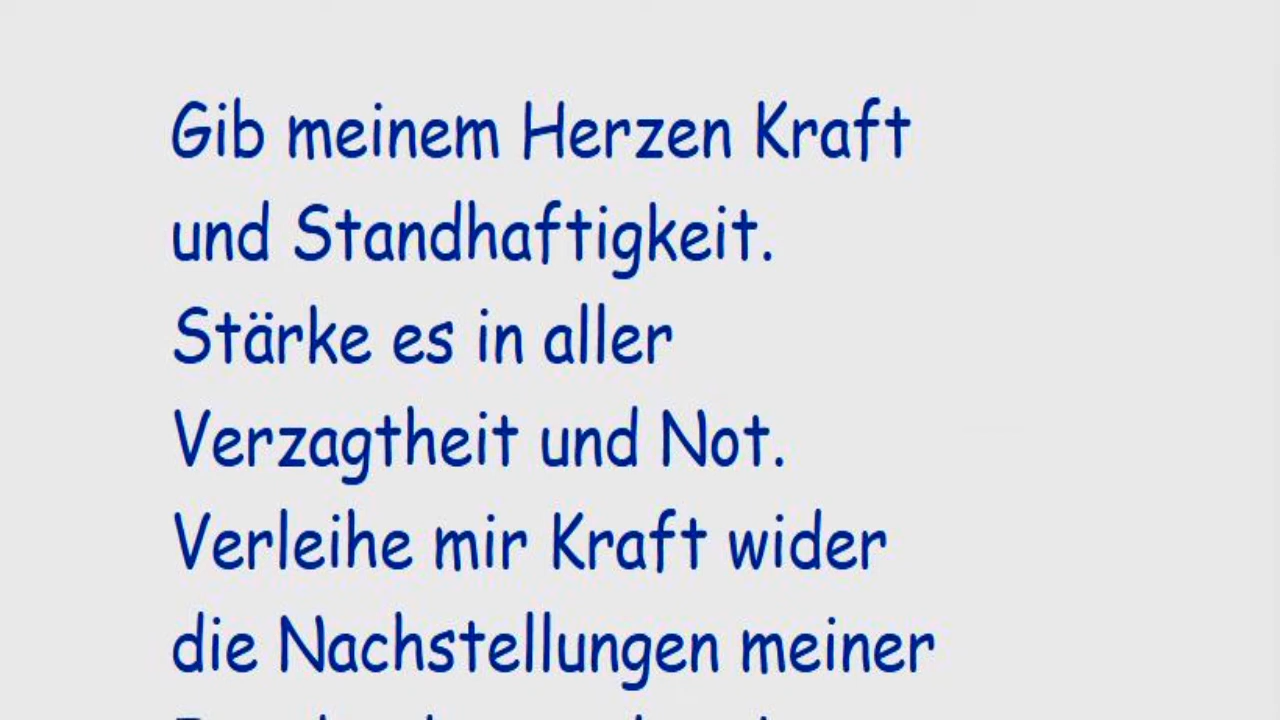 Gib meinem Herzen Kraft
und Standhaftigkeit.
Stärke es in aller
Verzagtheit und Not.
Verleihe mir Kraft wider
die Nachstellungen meiner